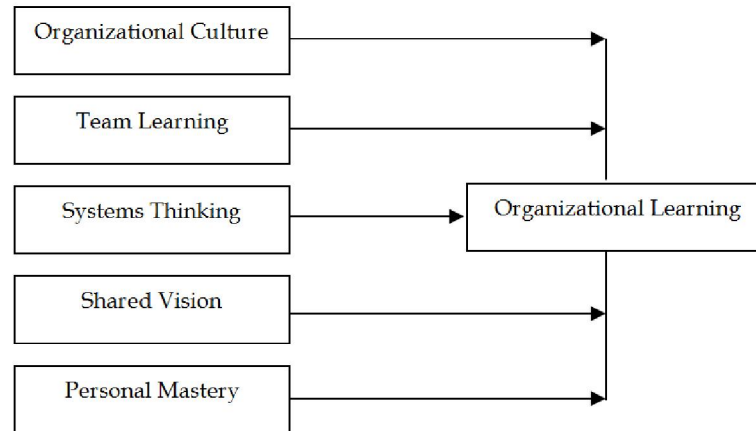 Organizational Culture
Team Learning
Systems Thinking
Organizational Learning
Shared Vision
Personal Mastery